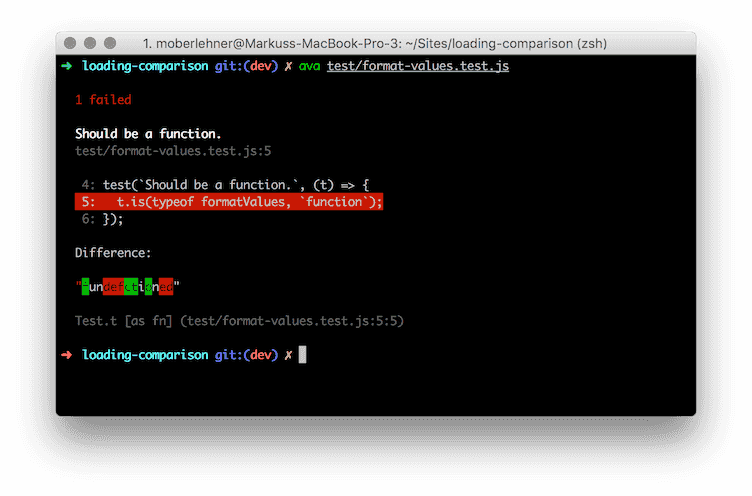 1. moberlehner@Markuss-MacBook-Pro-3: ~/Sites/loading-comparison (zsh)
➜ loading-comparison git:(dev) ✗ ava test/format-values.test.js
1 failed
Should be a function.
test/format-values.test.js:5
4: test(`Should be a function.`, (t) => {
5: t.is(typeof formatValues, `function`);
6: });
Difference:
"fundefctioned"
Test.t [as fn] (test/format-values.test.js:5:5)
➜ loading-comparison git:(dev) ✗